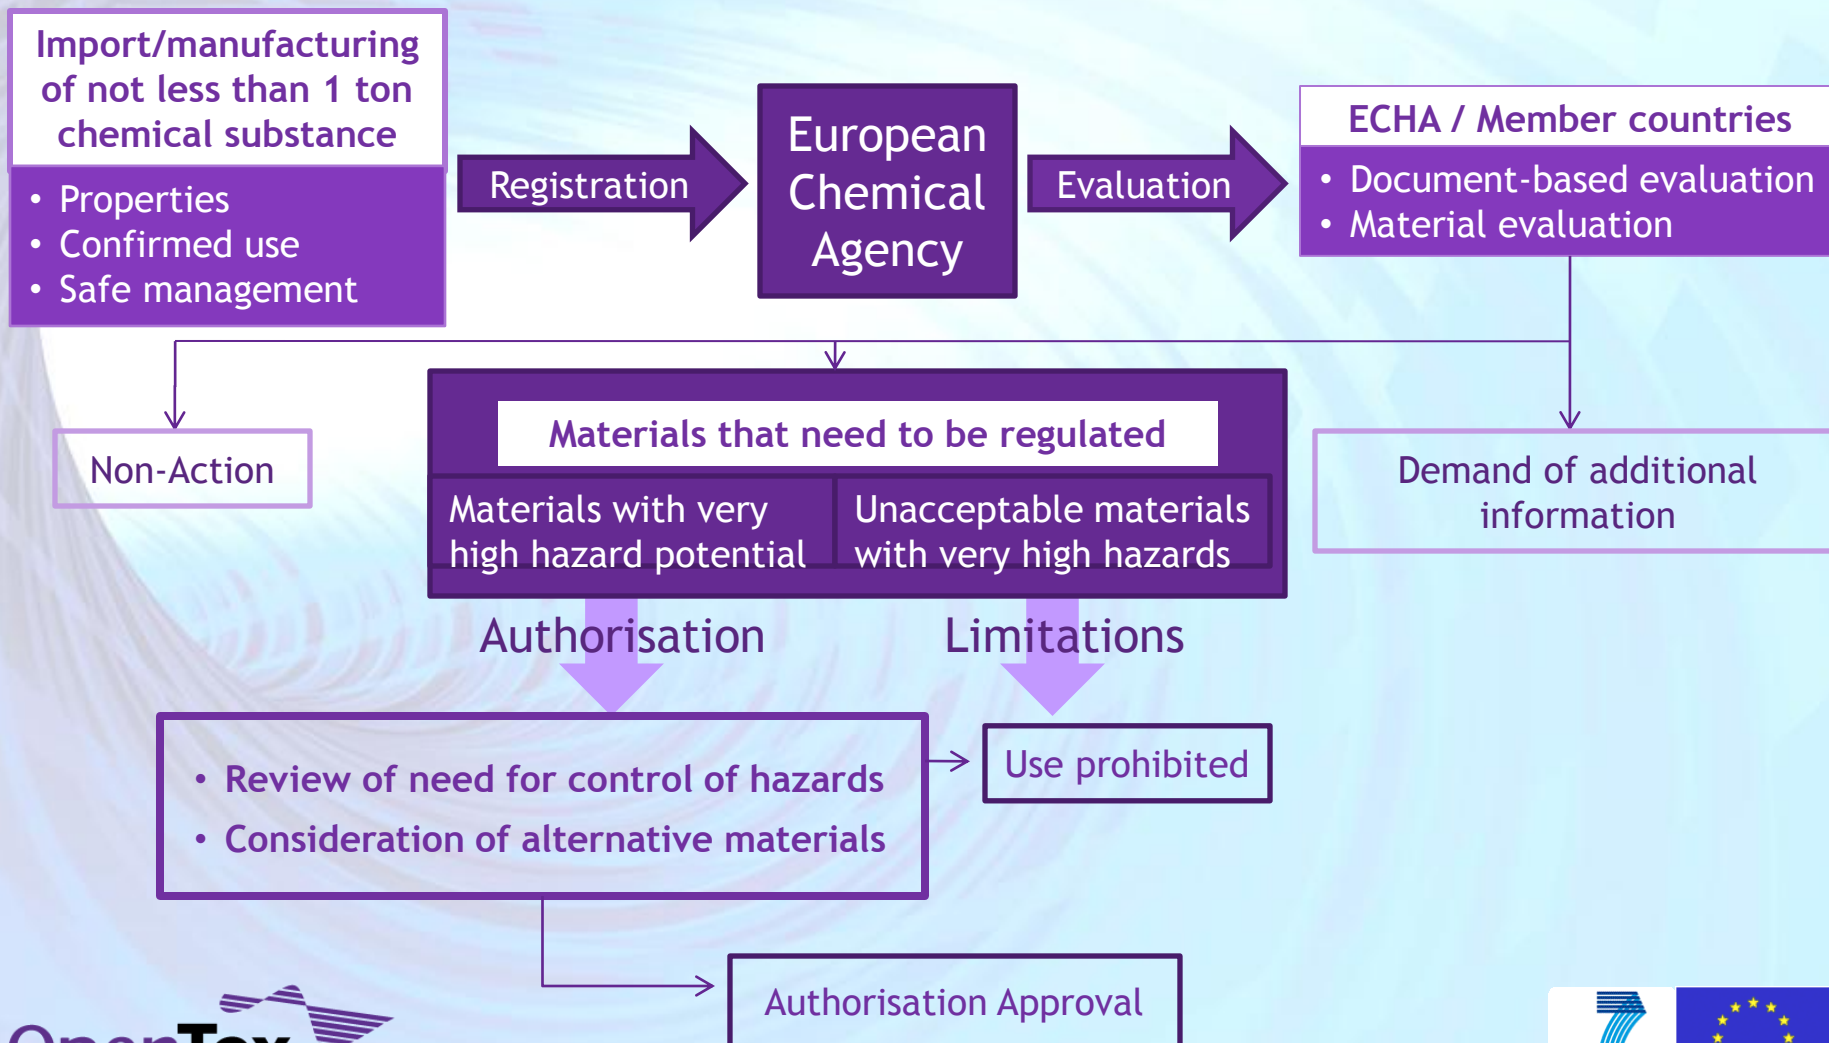 Import/manufacturing
of not less than 1 ton
chemical substance
• Properties
• Confirmed use
• Safe management
Registration
European
Chemical
Agency
Evaluation
ECHA / Member countries
• Document-based evaluation
• Material evaluation
Non-Action
Materials that need to be regulated
Materials with very
high hazard potential
Unacceptable materials
with very high hazards
Demand of additional
information
Authorisation
Limitations
• Review of need for control of hazards
• Consideration of alternative materials
Use prohibited
Authorisation Approval
OpenTox